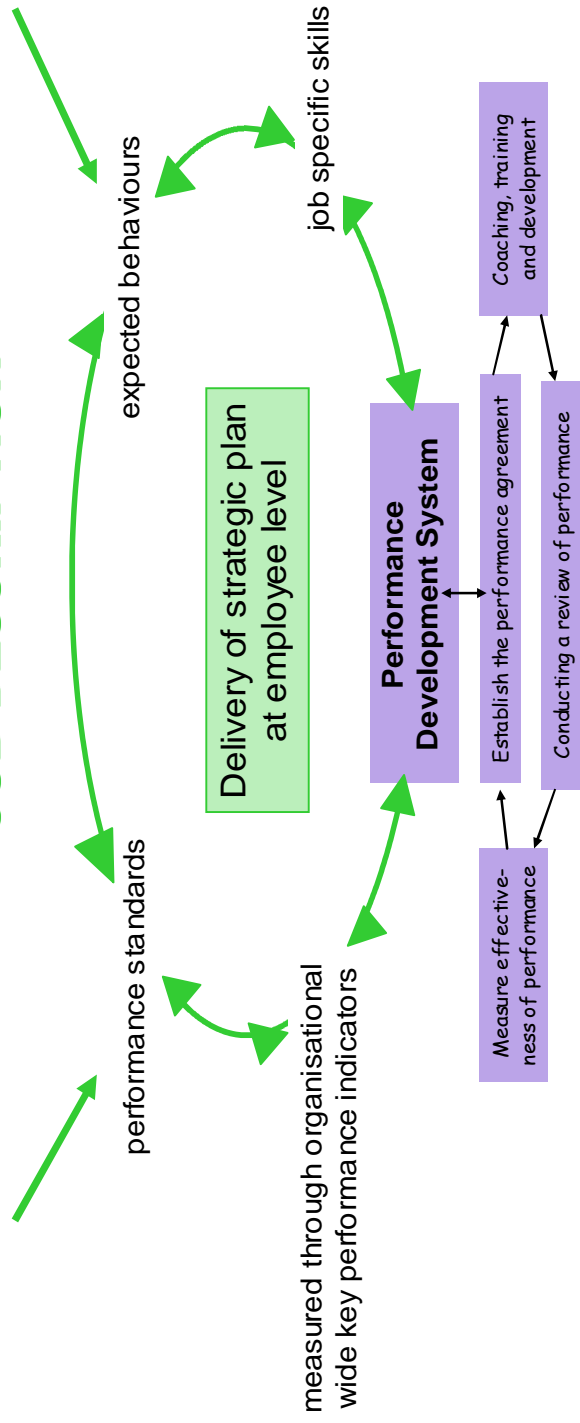 performance standards
expected behaviours
measured through organisational
wide key performance indicators
job specific skills
Delivery of strategic plan
at employee level
Performance
Development System
Measure effective-
ness of performance
Establish the performance agreement
Coaching, training
and development
Conducting a review of performance